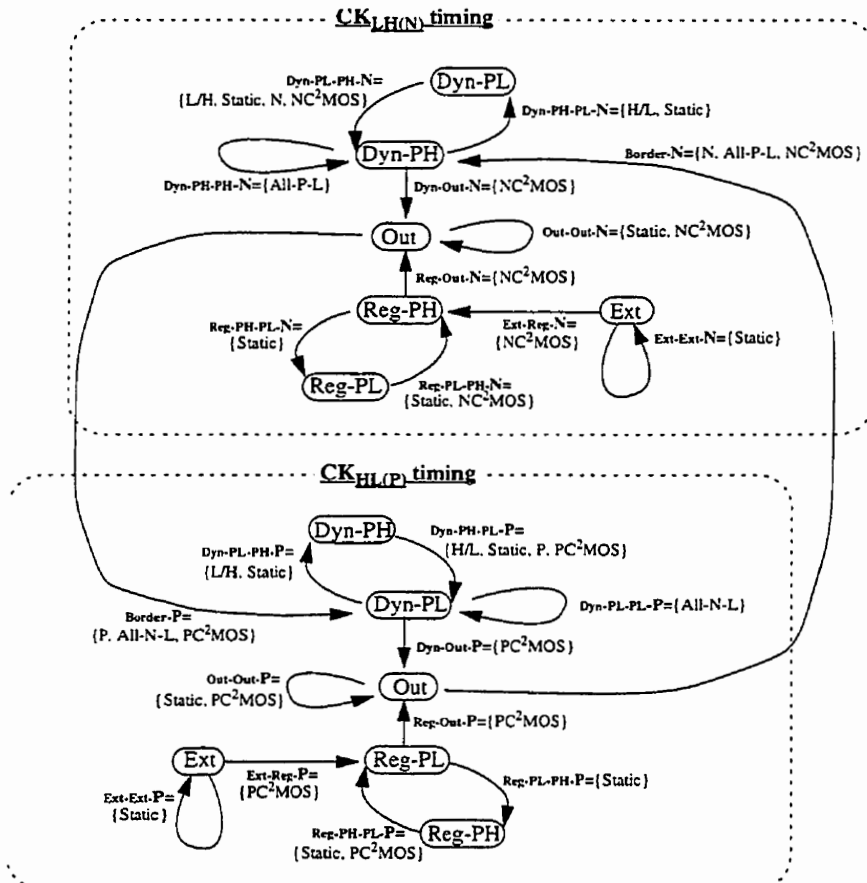 CK_LH(N) timing
Dyn-PL-PH-N=
{L/H, Static, N, NC²MOS}
Dyn-PL
Dyn-PH-PL-N={H/L, Static}
Dyn-PH
Border-N={N. All-P-L, NC²MOS}
Dyn-PH-PH-N={All-P-L}
Dyn-Out-N={NC²MOS}
Out
Out-Out-N={Static, NC²MOS}
Reg-Out-N={NC²MOS}
Reg-PH
Ext
Reg-PH-PL-N=
{Static}
Ext-Reg-N=
{NC²MOS}
Ext-Ext-N={Static}
Reg-PL
Reg-PL-PH-N=
{Static, NC²MOS}
CK_HL(P) timing
Dyn-PH
Dyn-PH-PL-P=
{H/L, Static, P, PC²MOS}
Dyn-PL-PH-P=
{L/H, Static}
Dyn-PL
Dyn-PL-PL-P={All-N-L}
Border-P=
{P. All-N-L, PC²MOS}
Dyn-Out-P={PC²MOS}
Out-Out-P=
{Static, PC²MOS}
Out
Reg-Out-P={PC²MOS}
Ext
Ext-Reg-P=
{PC²MOS}
Reg-PL
Reg-PL-PH-P={Static}
Ext-Ext-P=
{Static}
Reg-PH-PL-P=
{Static, PC²MOS}
Reg-PH